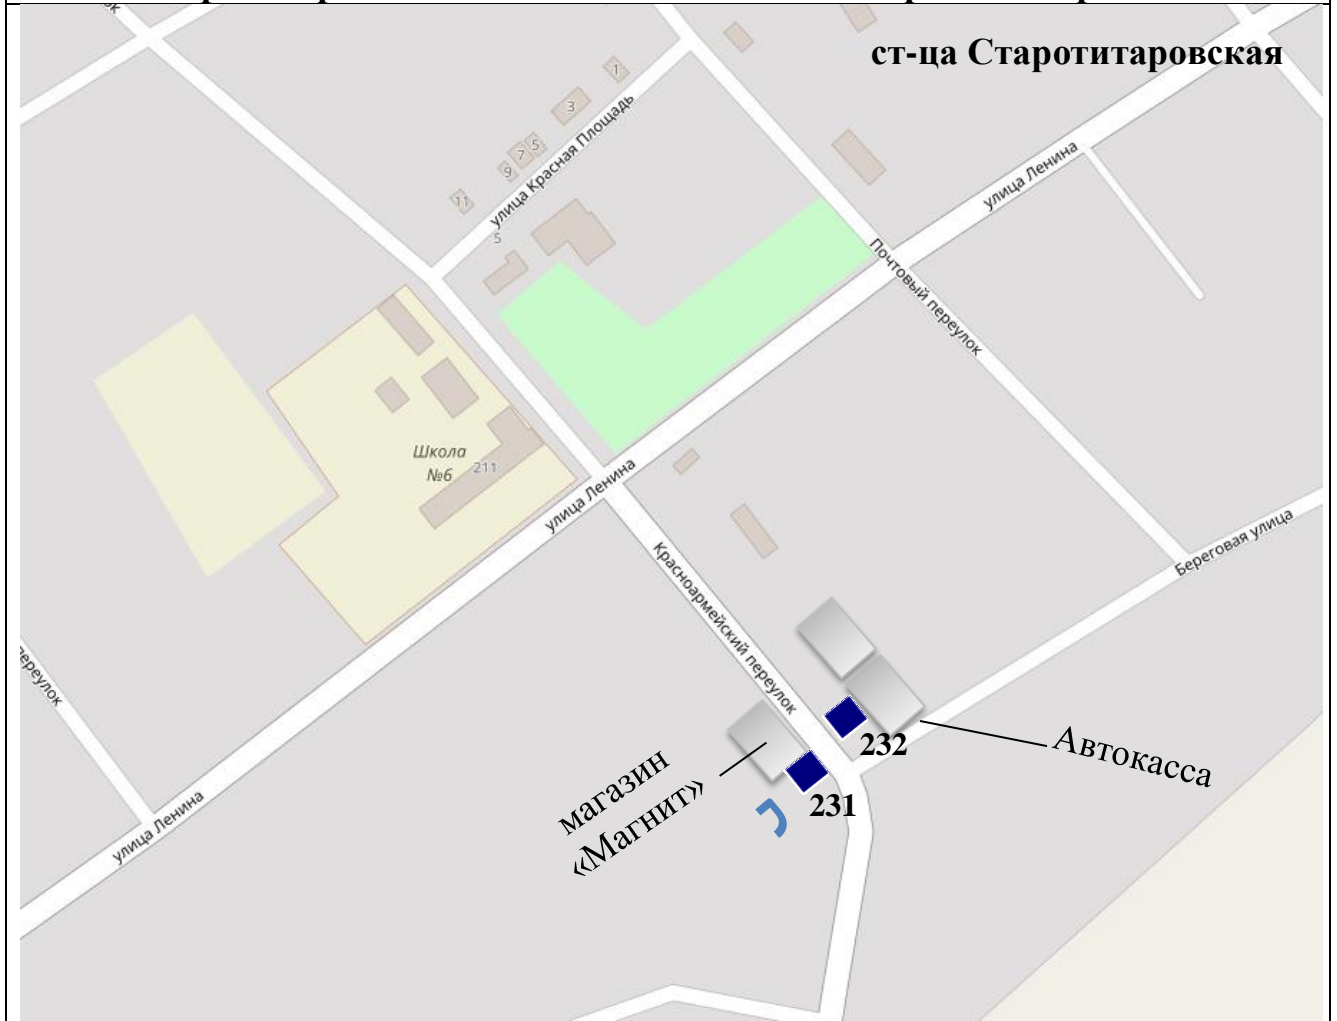 ст-ца Старотитаровская
1
3
5
7
9
11
улица Красная Площадь
5
улица Ленина
Почтовый переулок
Школа
№6
211
улица Ленина
Береговая улица
Красноармейский переулок
переулок
232
Автокасса
магазин
«Магнит»
231
улица Ленина